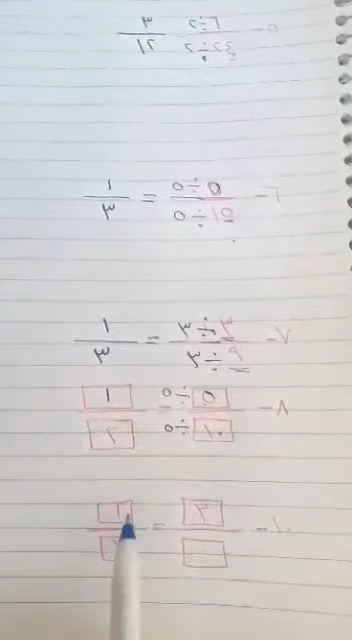 ٥- ٦÷٢ ٣
٢٤÷٢ ١٢
٦- ٥÷٥ = ١
١٥÷٥ ٣
٧- ٣÷٣ = ١
٩÷٣ ٣
٨- ٥÷٥ = ١
١٠÷٥ ٢
١٠- ٣ = ١